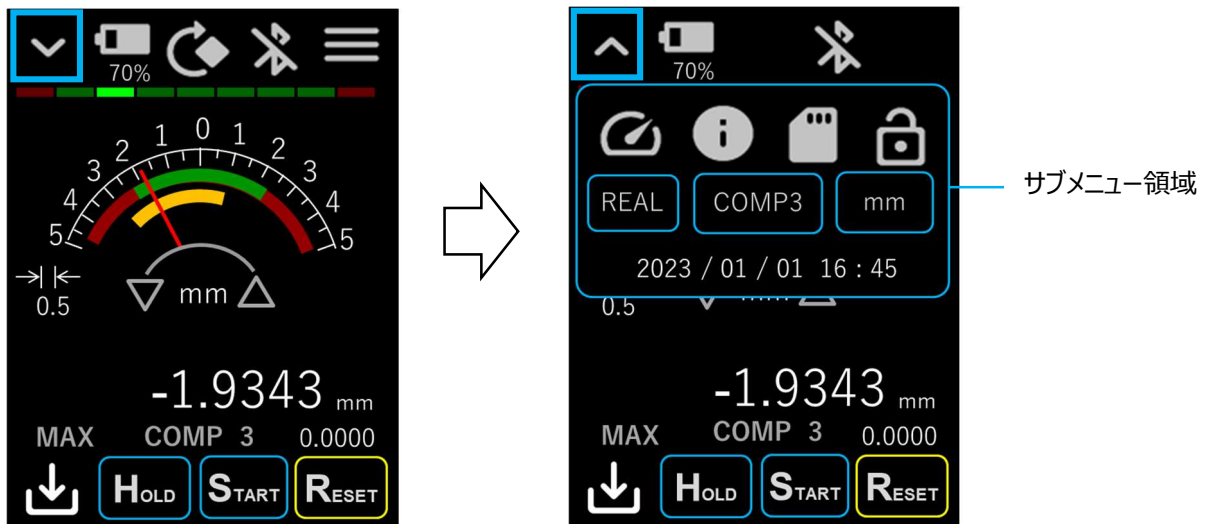 70%
5 4 3 2 1 0 1 2 3 4 5
0.5
mm
-1.9343 mm
MAX COMP 3 0.0000
HOLD START RESET
70%
REAL COMP3 mm
2023 / 01 / 01 16 : 45
0.5
-1.9343 mm
MAX COMP 3 0.0000
HOLD START RESET
サブメニュー領域